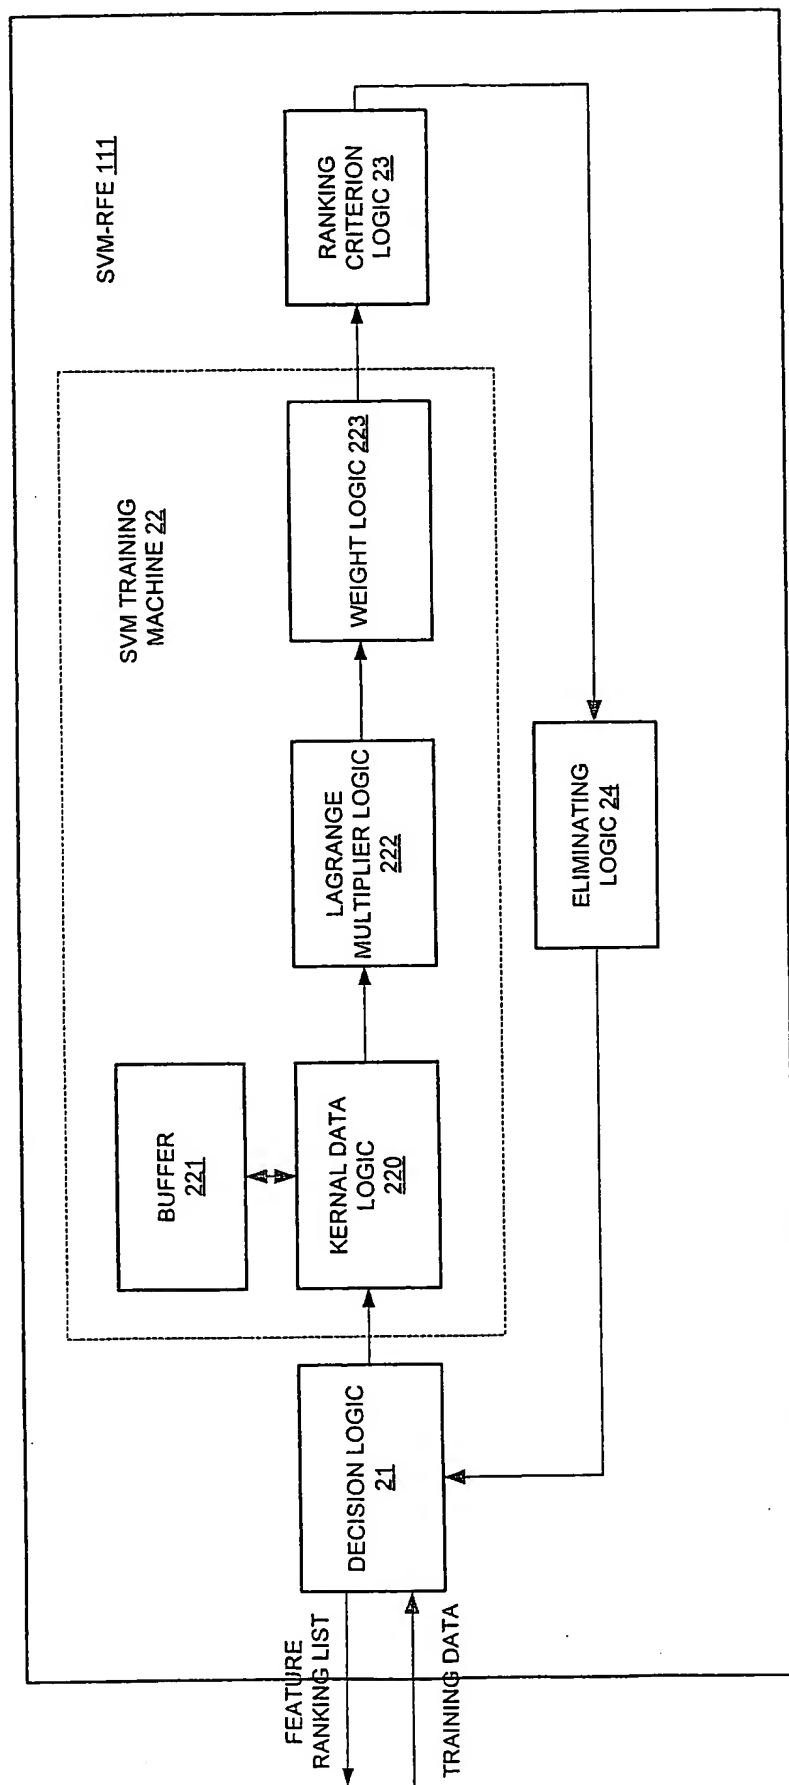 SVM-RFE 111
SVM TRAINING
MACHINE 22
BUFFER
221
KERNAL DATA
LOGIC
220
LAGRANGE
MULTIPLIER LOGIC
222
WEIGHT LOGIC 223
RANKING
CRITERION
LOGIC 23
DECISION LOGIC
21
ELIMINATING
LOGIC 24
FEATURE
RANKING LIST
TRAINING DATA